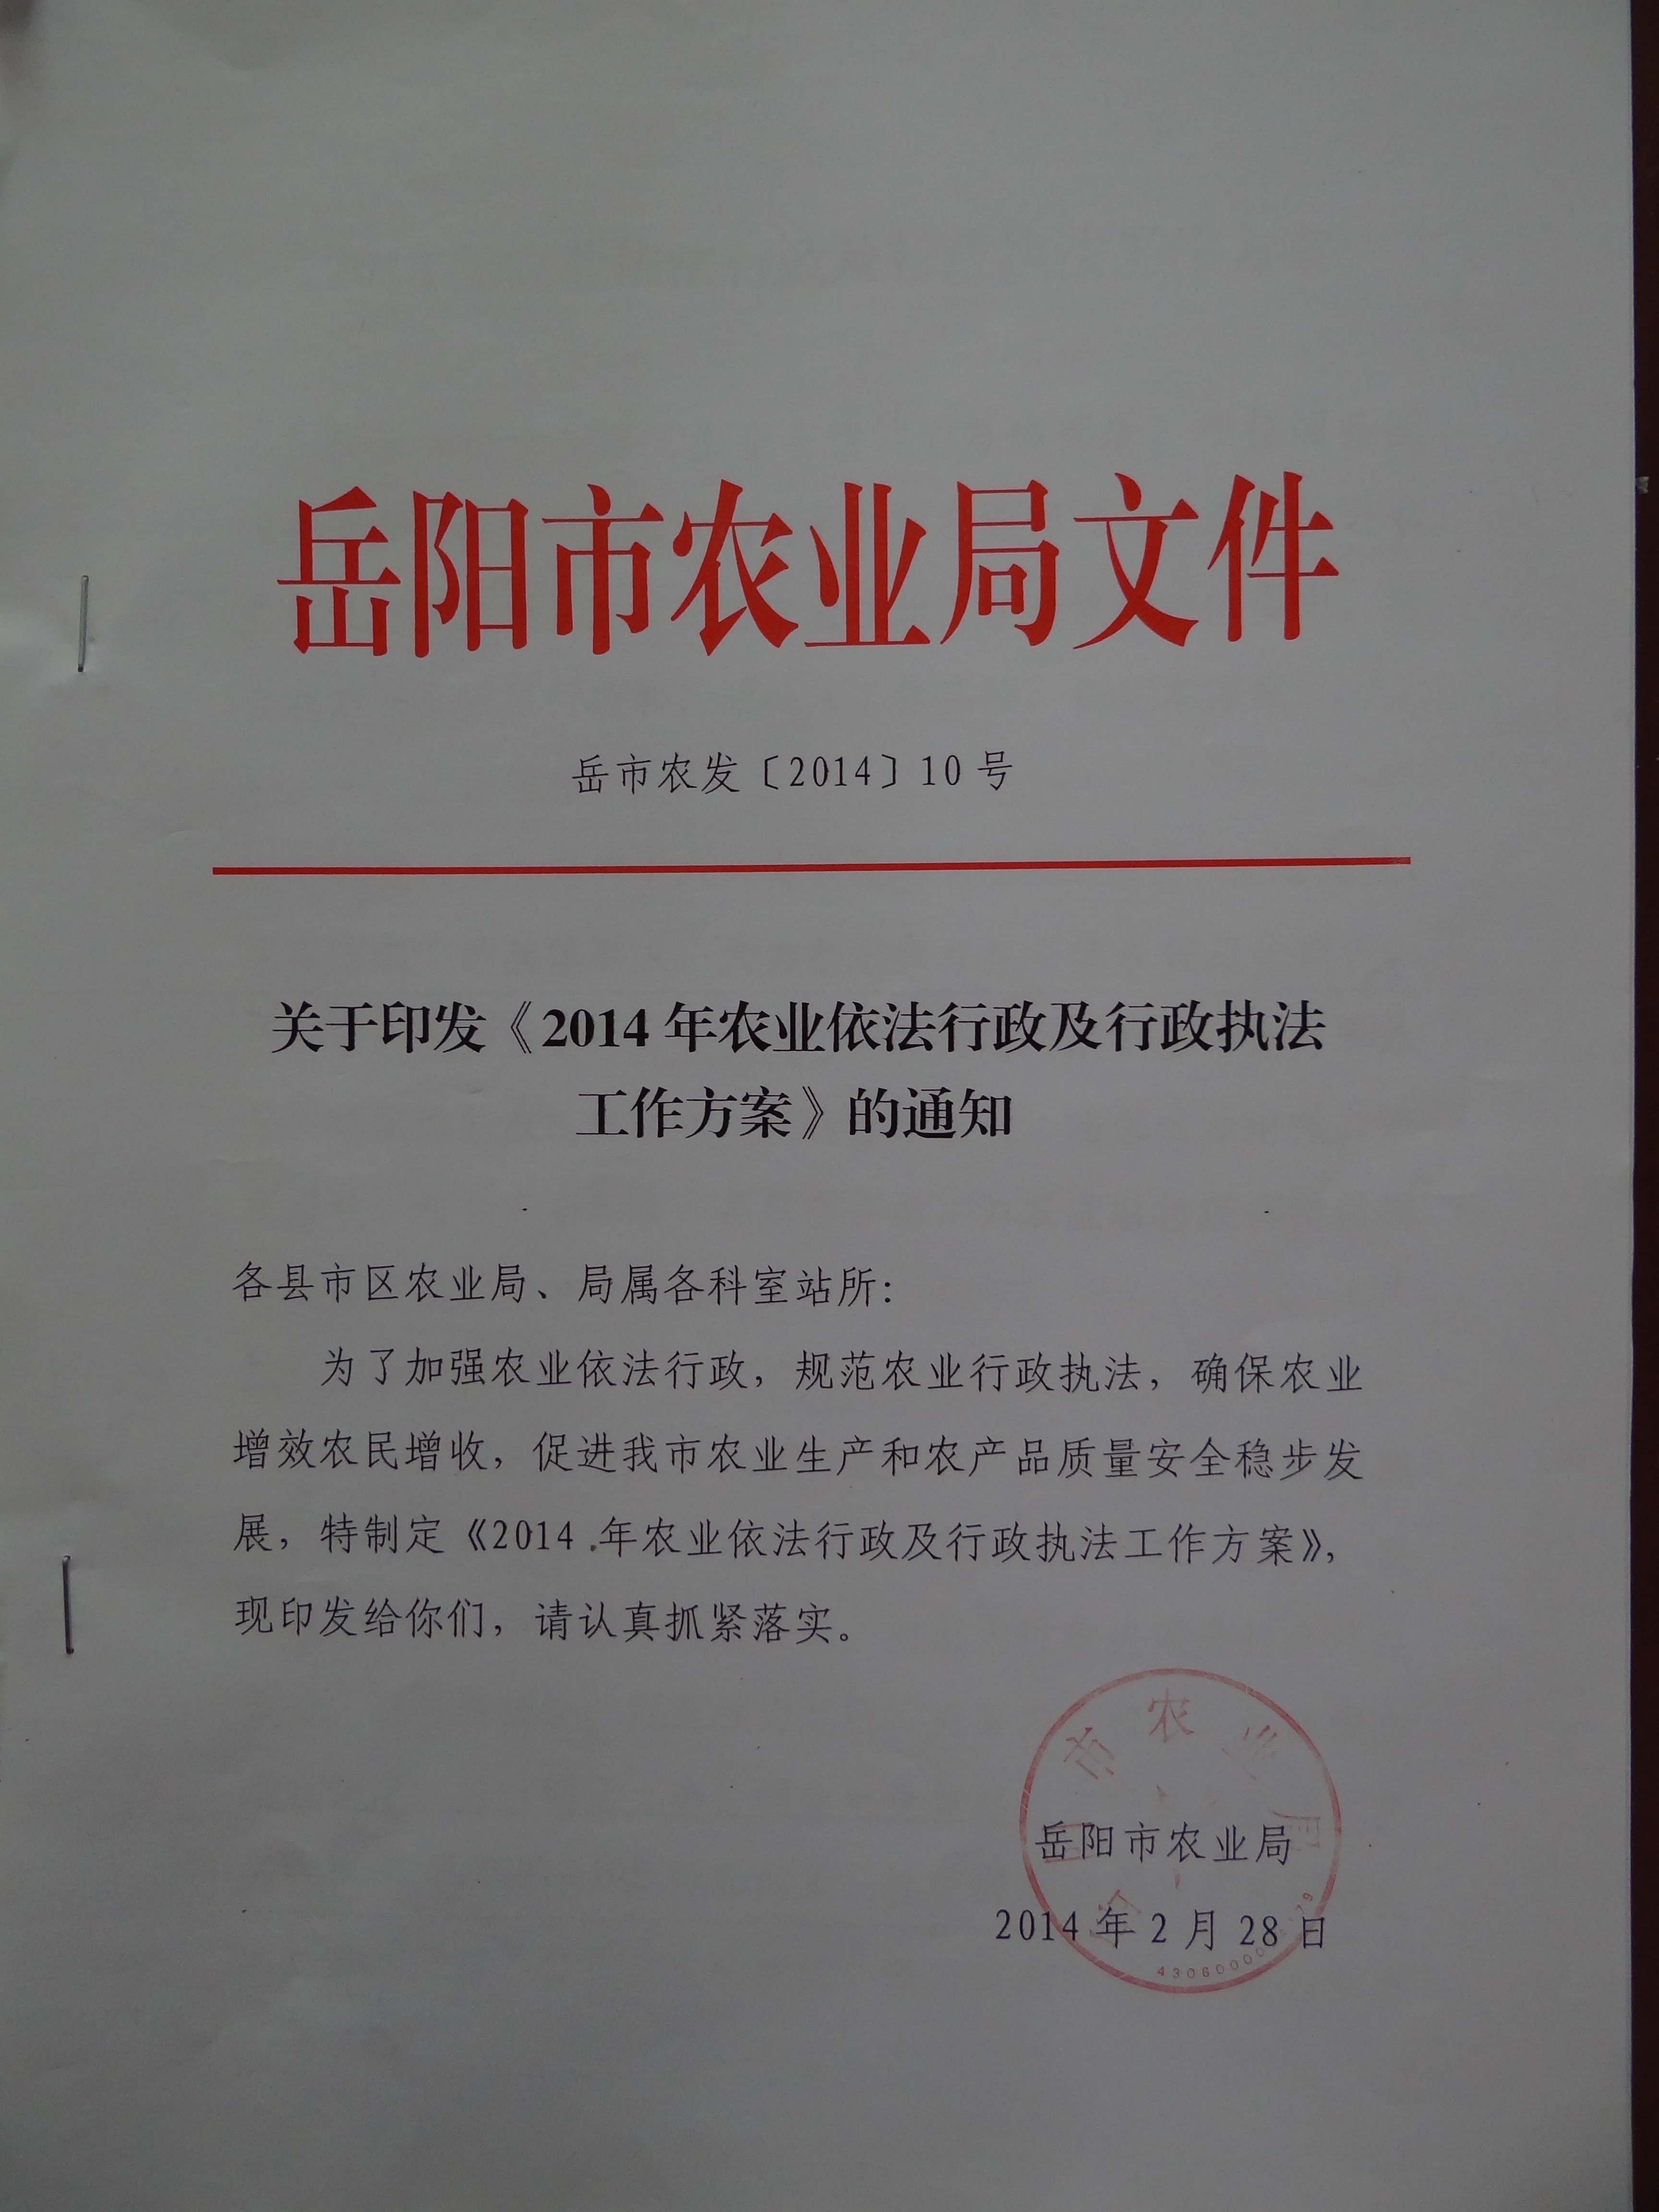 岳阳市农业局文件
岳市农发〔2014〕10号
关于印发《2014年农业依法行政及行政执法
工作方案》的通知
各县市区农业局、局属各科室站所：
为了加强农业依法行政，规范农业行政执法，确保农业
增效农民增收，促进我市农业生产和农产品质量安全稳步发
展，特制定《2014年农业依法行政及行政执法工作方案》，
现印发给你们，请认真抓紧落实。
市农业局
岳阳市农业局
2014年2月28日